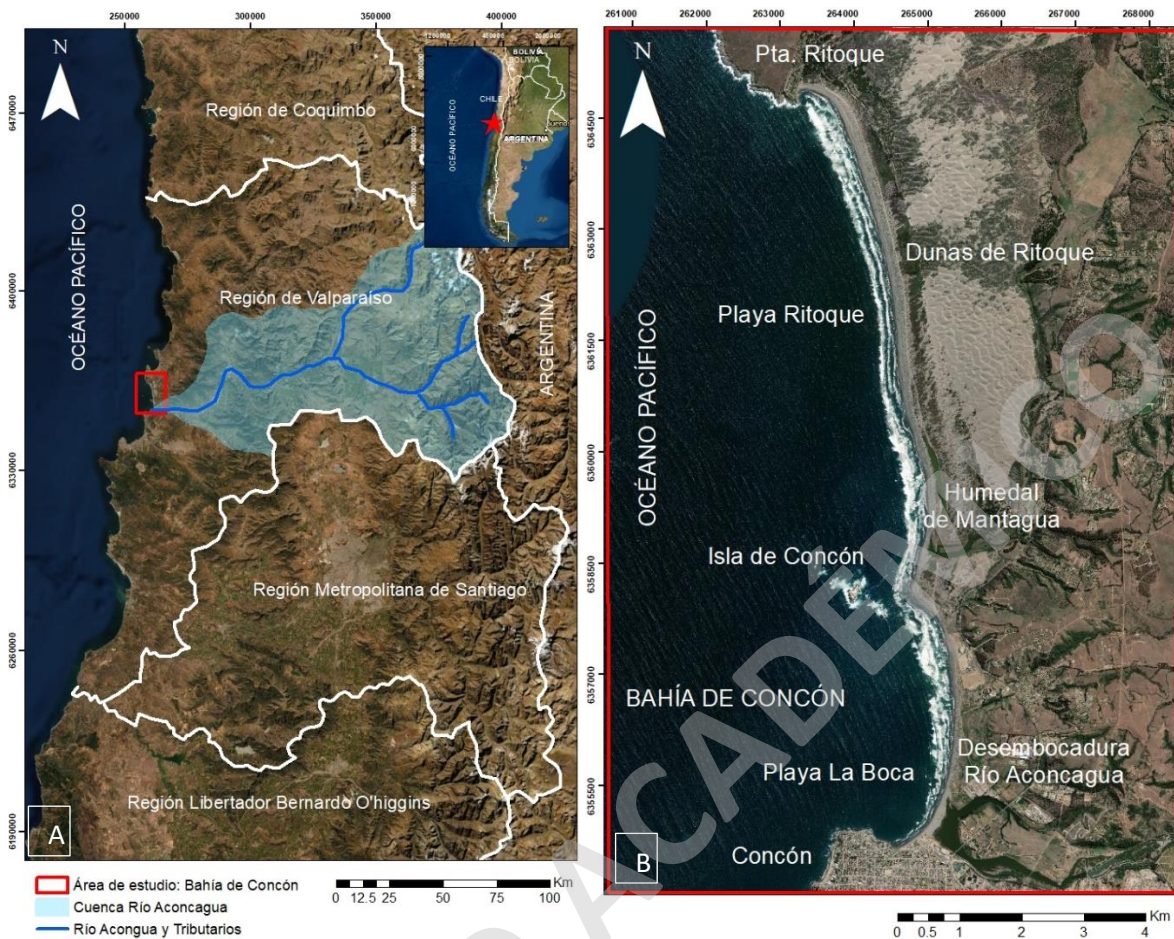 250000 300000 350000 400000
N
6470000
6400000
6330000
6260000
6190000
Región de Coquimbo
OCÉANO PACÍFICO
BOLIVIA
BOLIVIA
CHILE
OCÉANO PACÍFICO
ARGENTINA
Región de Valparaíso
ARGENTINA
Región Metropolitana de Santiago
Región Libertador Bernardo O'higgins
A
Área de estudio: Bahía de Concón
Cuenca Río Aconcagua
Río Acongua y Tributarios
0 12.5 25 50 75 100 Km
261000 262000 263000 264000 265000 266000 267000 268000
N
6364500
6363000
6361500
6360000
6358500
6357000
6355500
Pta. Ritoque
Dunas de Ritoque
Playa Ritoque
OCÉANO PACÍFICO
Humedal
de Mantagua
Isla de Concón
BAHÍA DE CONCÓN
Desembocadura
Río Aconcagua
Playa La Boca
Concón
B
0 0.5 1 2 3 4 Km
ACADÉMICO